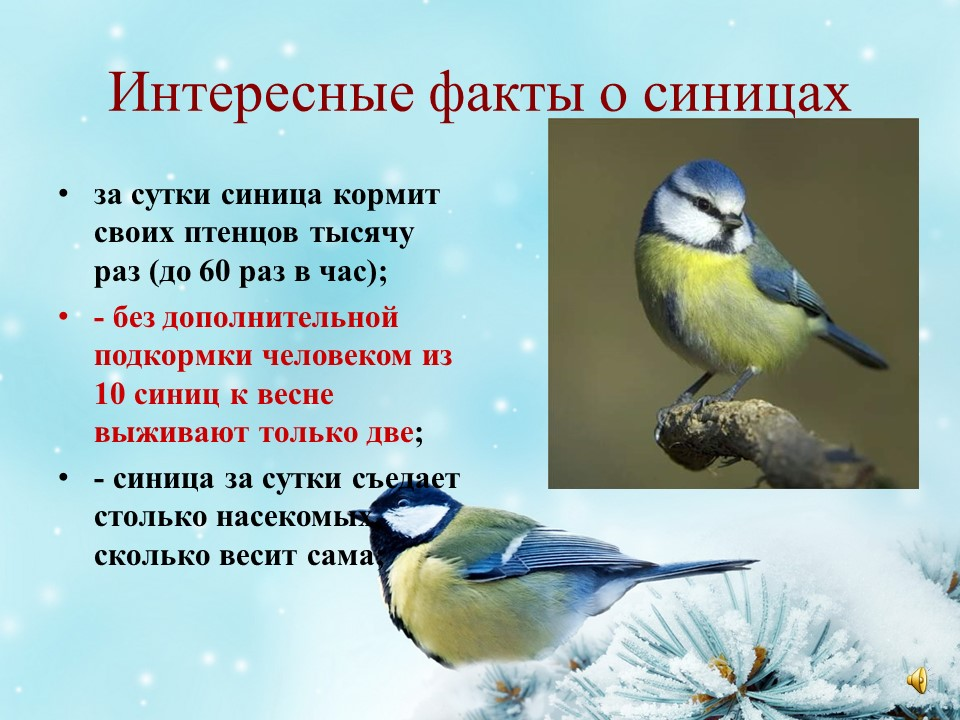 Интересные факты о синицах
• за сутки синица кормит
своих птенцов тысячу
раз (до 60 раз в час);
• - без дополнительной
подкормки человеком из
10 синиц к весне
выживают только две;
• - синица за сутки съедает
столько насекомых,
сколько весит сама;